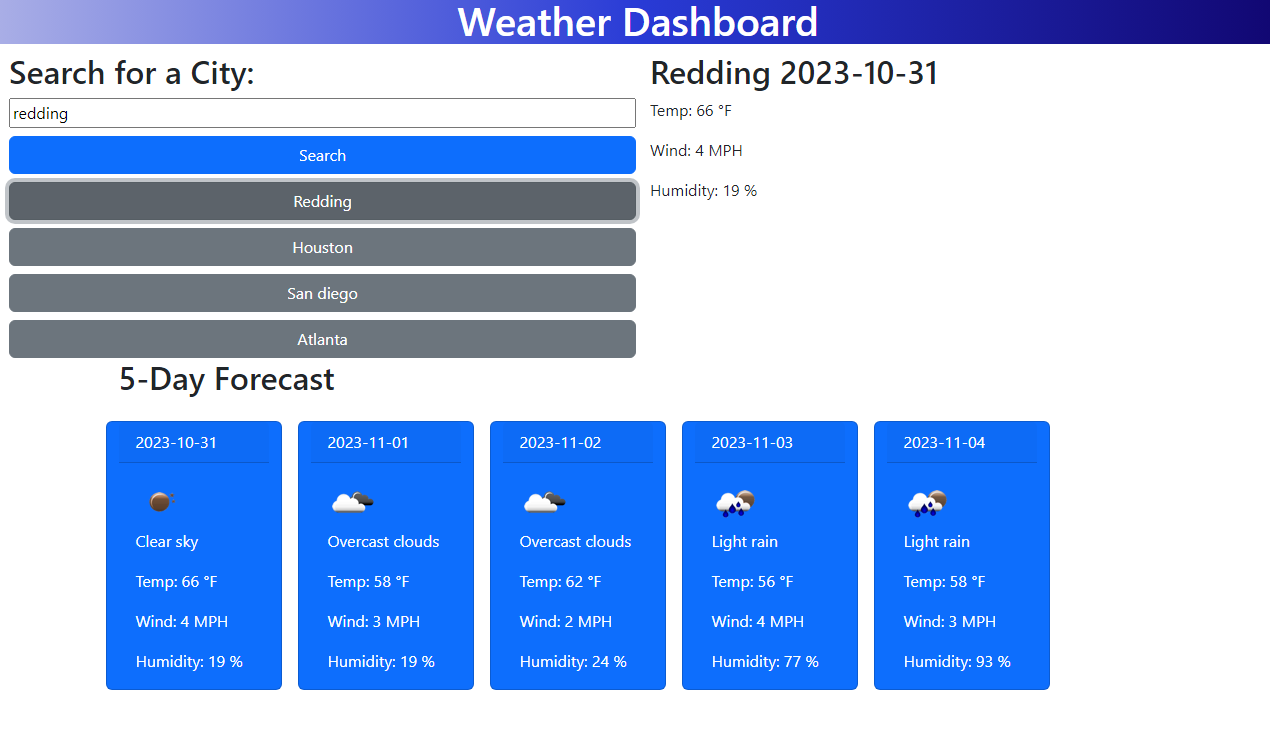 Weather Dashboard
Search for a City:
redding
Search
Redding
Houston
San diego
Atlanta
Redding 2023-10-31
Temp: 66 °F
Wind: 4 MPH
Humidity: 19 %
5-Day Forecast
2023-10-31
Clear sky
Temp: 66 °F
Wind: 4 MPH
Humidity: 19 %
2023-11-01
Overcast clouds
Temp: 58 °F
Wind: 3 MPH
Humidity: 19 %
2023-11-02
Overcast clouds
Temp: 62 °F
Wind: 2 MPH
Humidity: 24 %
2023-11-03
Light rain
Temp: 56 °F
Wind: 4 MPH
Humidity: 77 %
2023-11-04
Light rain
Temp: 58 °F
Wind: 3 MPH
Humidity: 93 %